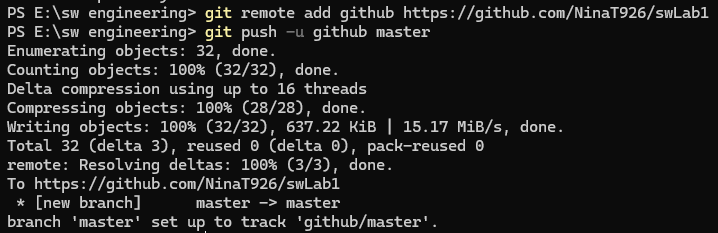 PS E:\sw engineering> git remote add github https://github.com/NinaT926/swLab1
PS E:\sw engineering> git push -u github master
Enumerating objects: 32, done.
Counting objects: 100% (32/32), done.
Delta compression using up to 16 threads
Compressing objects: 100% (28/28), done.
Writing objects: 100% (32/32), 637.22 KiB | 15.17 MiB/s, done.
Total 32 (delta 3), reused 0 (delta 0), pack-reused 0
remote: Resolving deltas: 100% (3/3), done.
To https://github.com/NinaT926/swLab1
 * [new branch]      master -> master
branch 'master' set up to track 'github/master'.